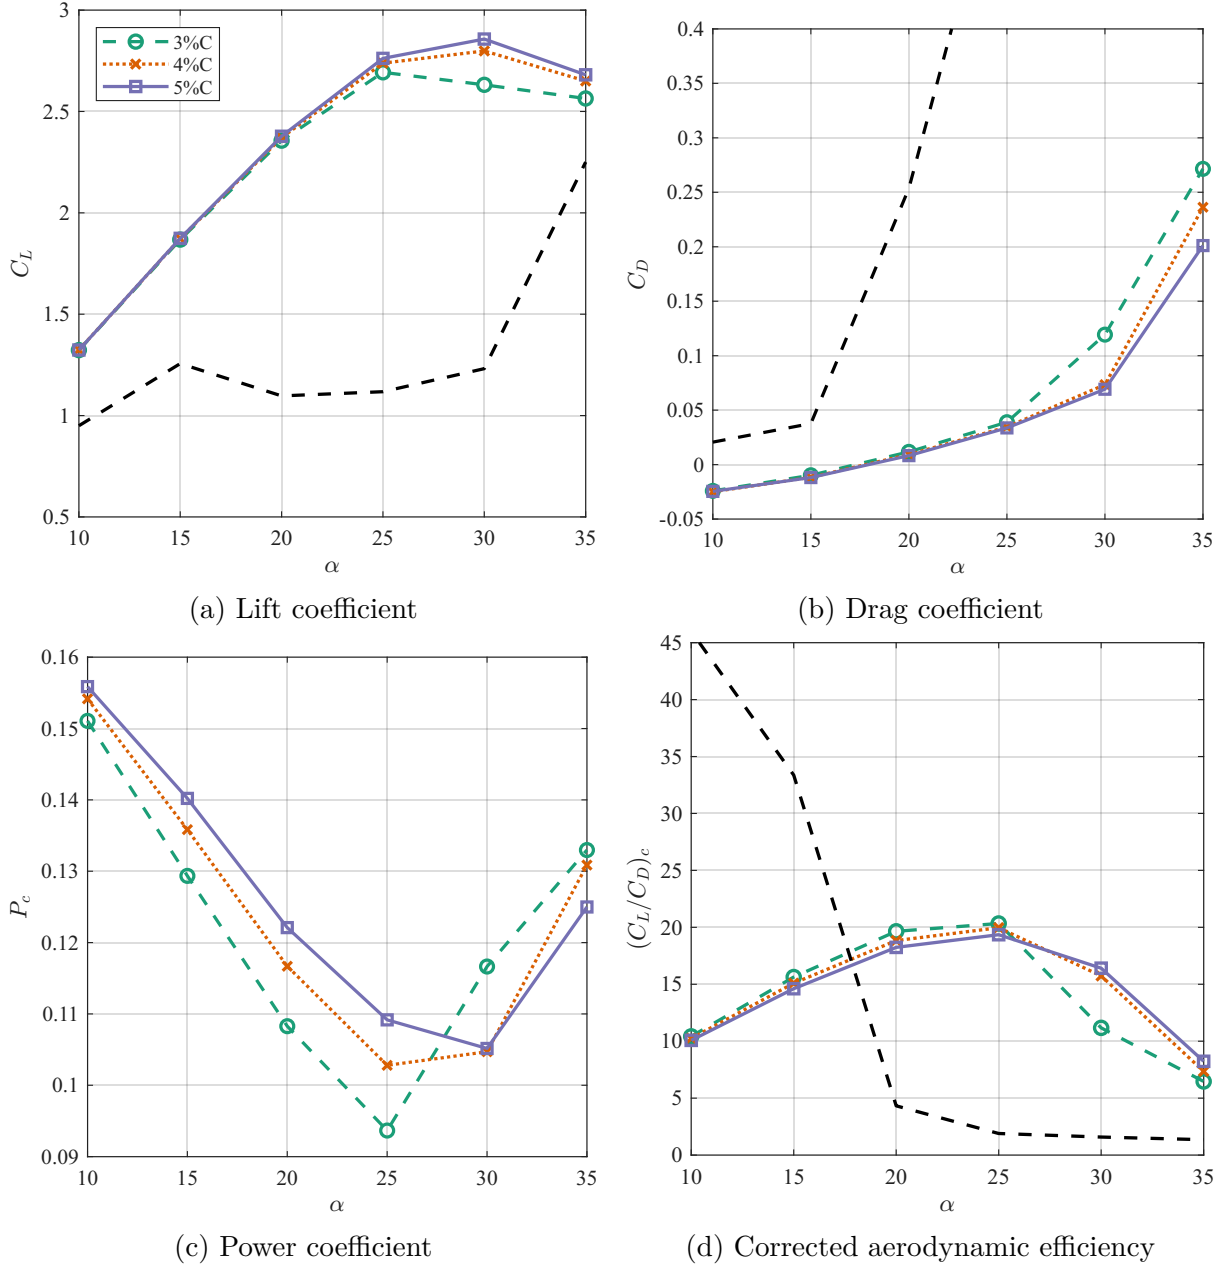 3
2.5
2
1.5
1
0.5
C_L
3%C
4%C
5%C
10 15 20 25 30 35
α
(a) Lift coefficient
0.4
0.35
0.3
0.25
0.2
0.15
0.1
0.05
0
-0.05
C_D
10 15 20 25 30 35
α
(b) Drag coefficient
0.16
0.15
0.14
0.13
0.12
0.11
0.1
0.09
P_c
10 15 20 25 30 35
α
(c) Power coefficient
45
40
35
30
25
20
15
10
5
0
(C_L/C_D)_c
10 15 20 25 30 35
α
(d) Corrected aerodynamic efficiency